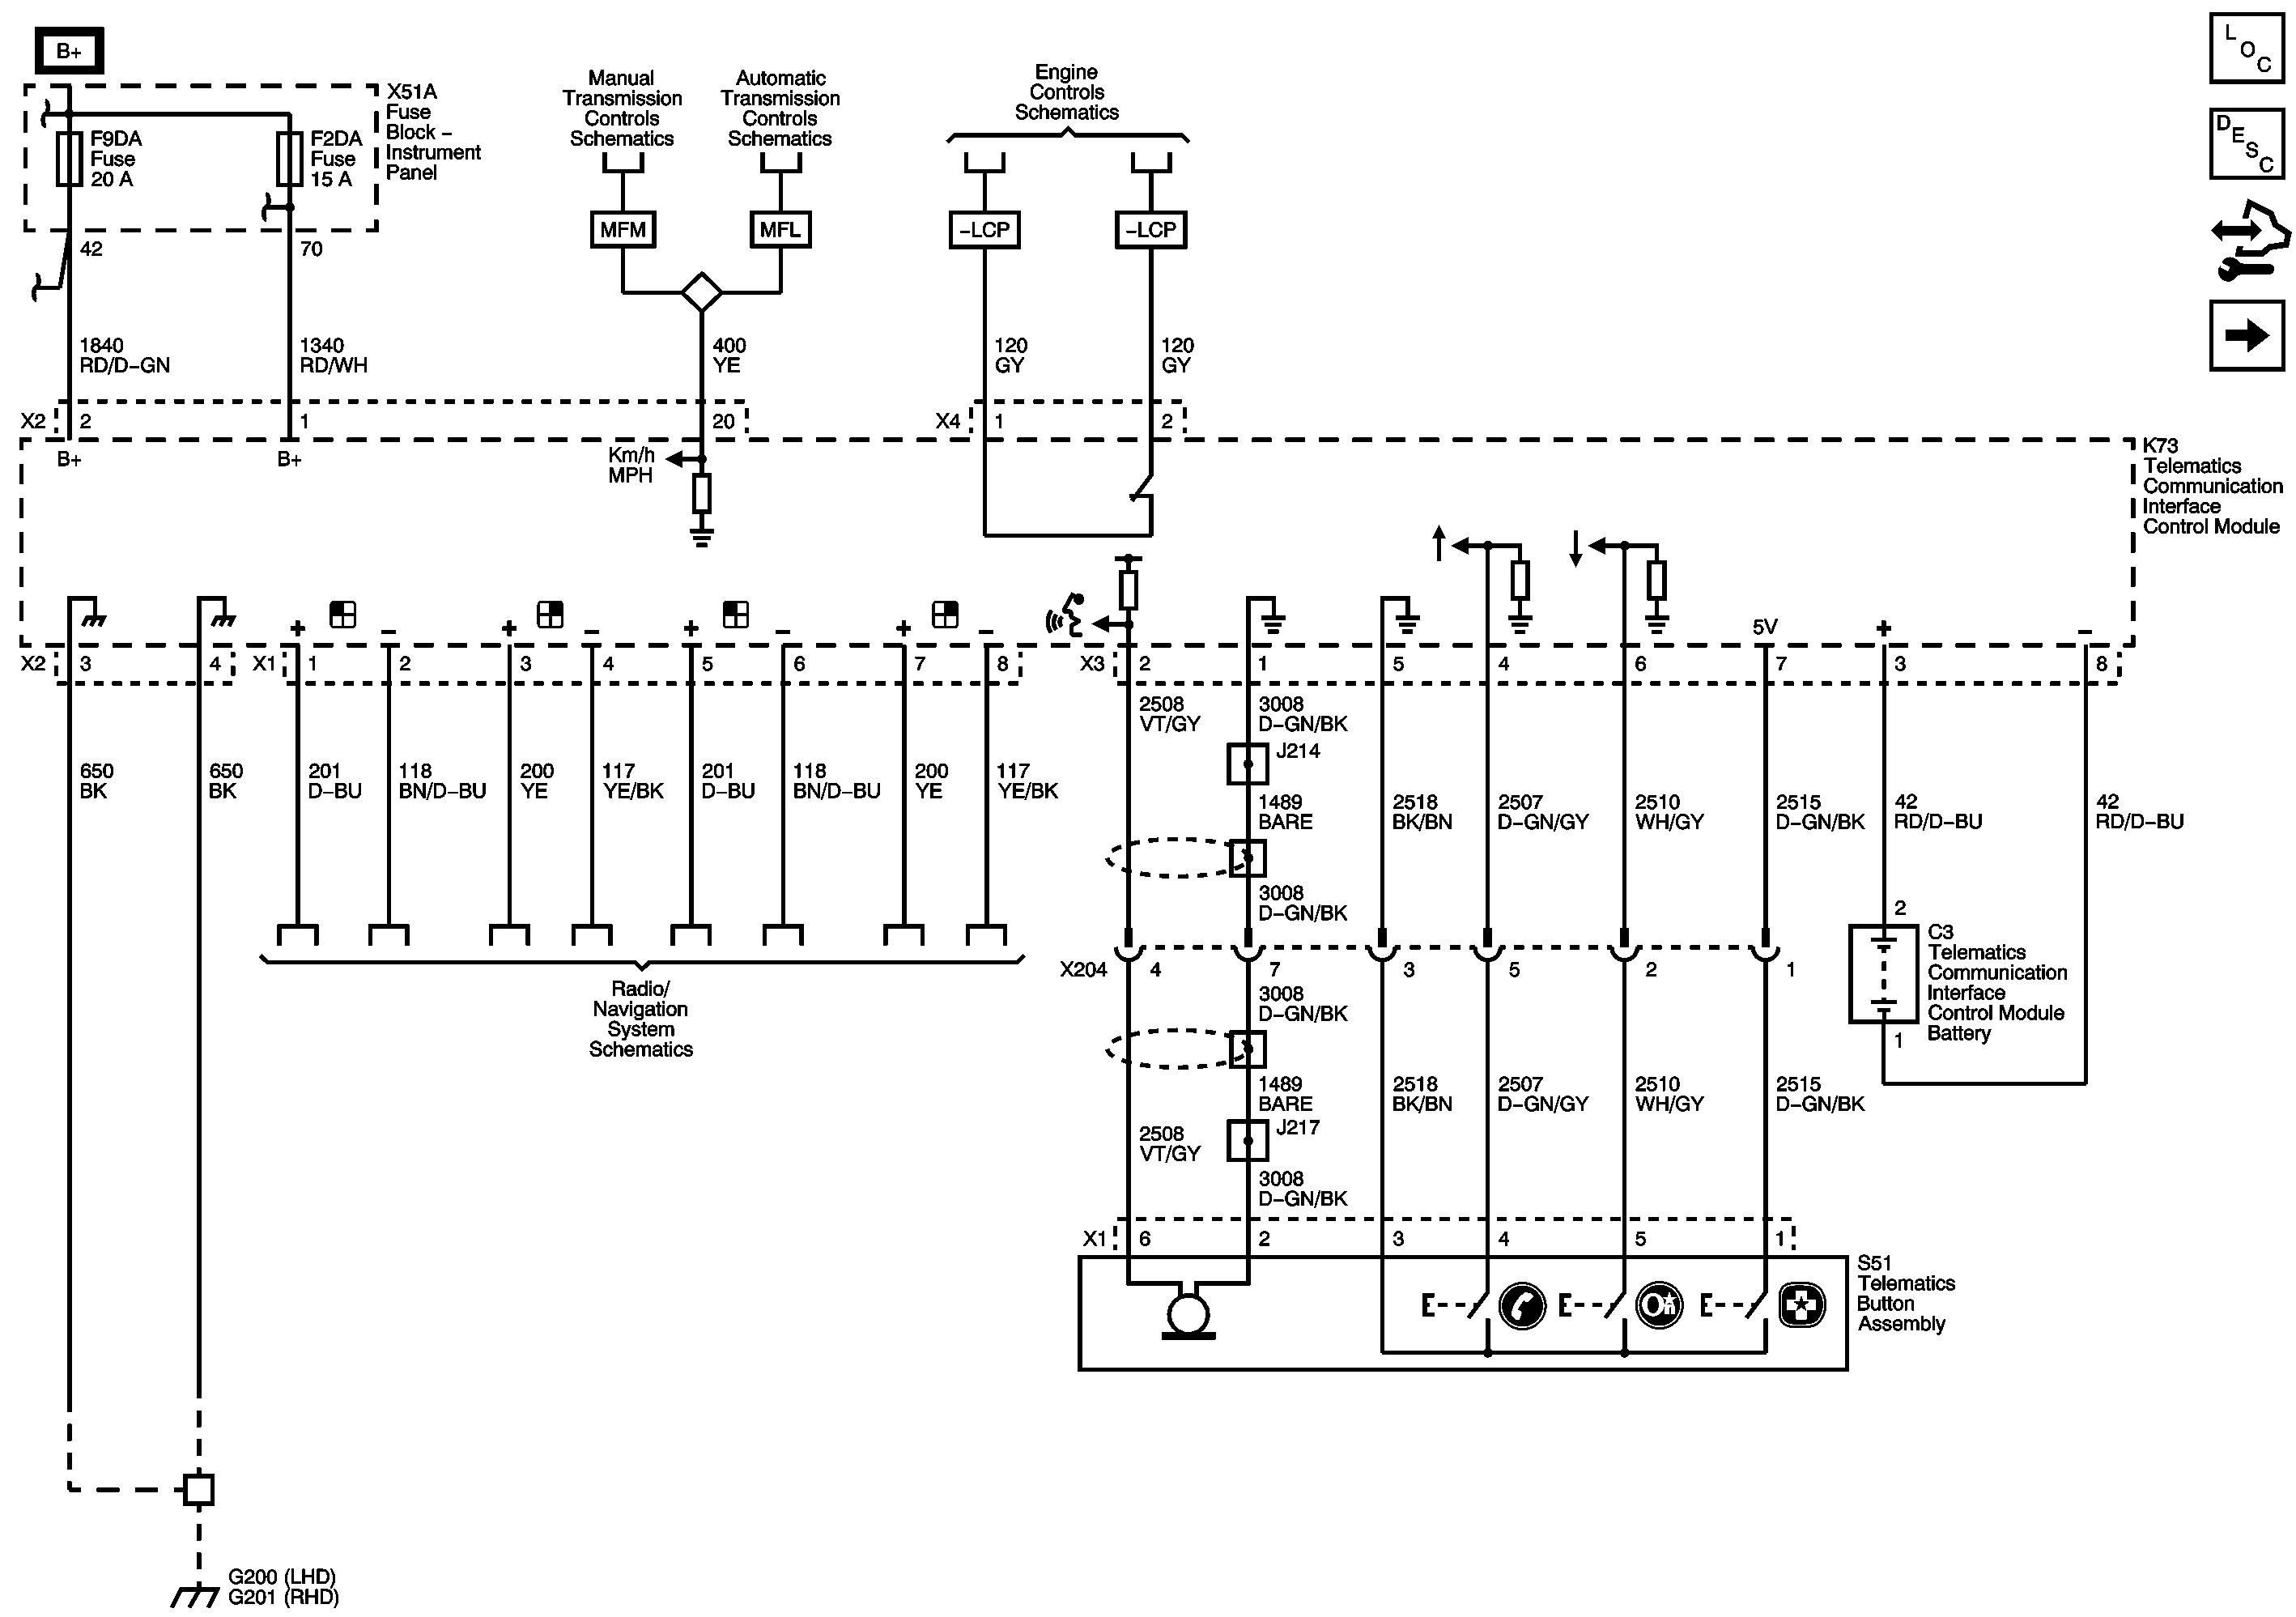 B+
X51A
Fuse
Block –
Instrument
Panel
F9DA
Fuse
20 A
F2DA
Fuse
15 A
42
70
Manual
Transmission
Controls
Schematics
Automatic
Transmission
Controls
Schematics
Engine
Controls
Schematics
MFM
MFL
–LCP
–LCP
L
O
C
D
E
S
C
1840
RD/D–GN
1340
RD/WH
400
YE
120
GY
120
GY
X2
2
1
20
X4
1
2
B+
B+
Km/h
MPH
K73
Telematics
Communication
Interface
Control Module
+
–
+
–
+
–
+
–
5V
+
–
X2
3
4
X1
1
2
3
4
5
6
7
8
X3
2
1
5
4
6
7
3
8
2508
VT/GY
3008
D–GN/BK
J214
650
BK
650
BK
201
D–BU
118
BN/D–BU
200
YE
117
YE/BK
201
D–BU
118
BN/D–BU
200
YE
117
YE/BK
1489
BARE
2518
BK/BN
2507
D–GN/GY
2510
WH/GY
2515
D–GN/BK
42
RD/D–BU
42
RD/D–BU
3008
D–GN/BK
2
C3
Telematics
Communication
Interface
Control Module
Battery
1
X204
4
7
3
5
2
1
Radio/
Navigation
System
Schematics
3008
D–GN/BK
1489
BARE
2518
BK/BN
2507
D–GN/GY
2510
WH/GY
2515
D–GN/BK
2508
VT/GY
J217
3008
D–GN/BK
X1
6
2
3
4
5
1
S51
Telematics
Button
Assembly
G200 (LHD)
G201 (RHD)